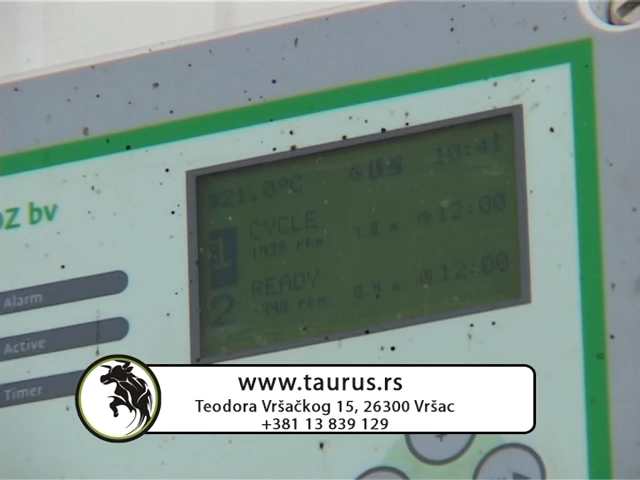 bv
Alarm
Active
Timer
21.0°C
10:41
CYCLE
@12:00
1
READY
@12:00
2
www.taurus.rs
Teodora Vršačkog 15, 26300 Vršac
+381 13 839 129